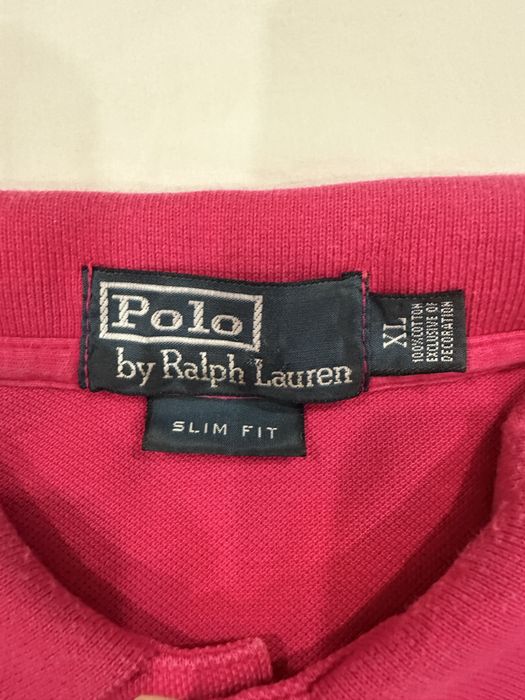 Polo
by Ralph Lauren
SLIM FIT
XL
100% COTTON
EXCLUSIVE OF
DECORATION